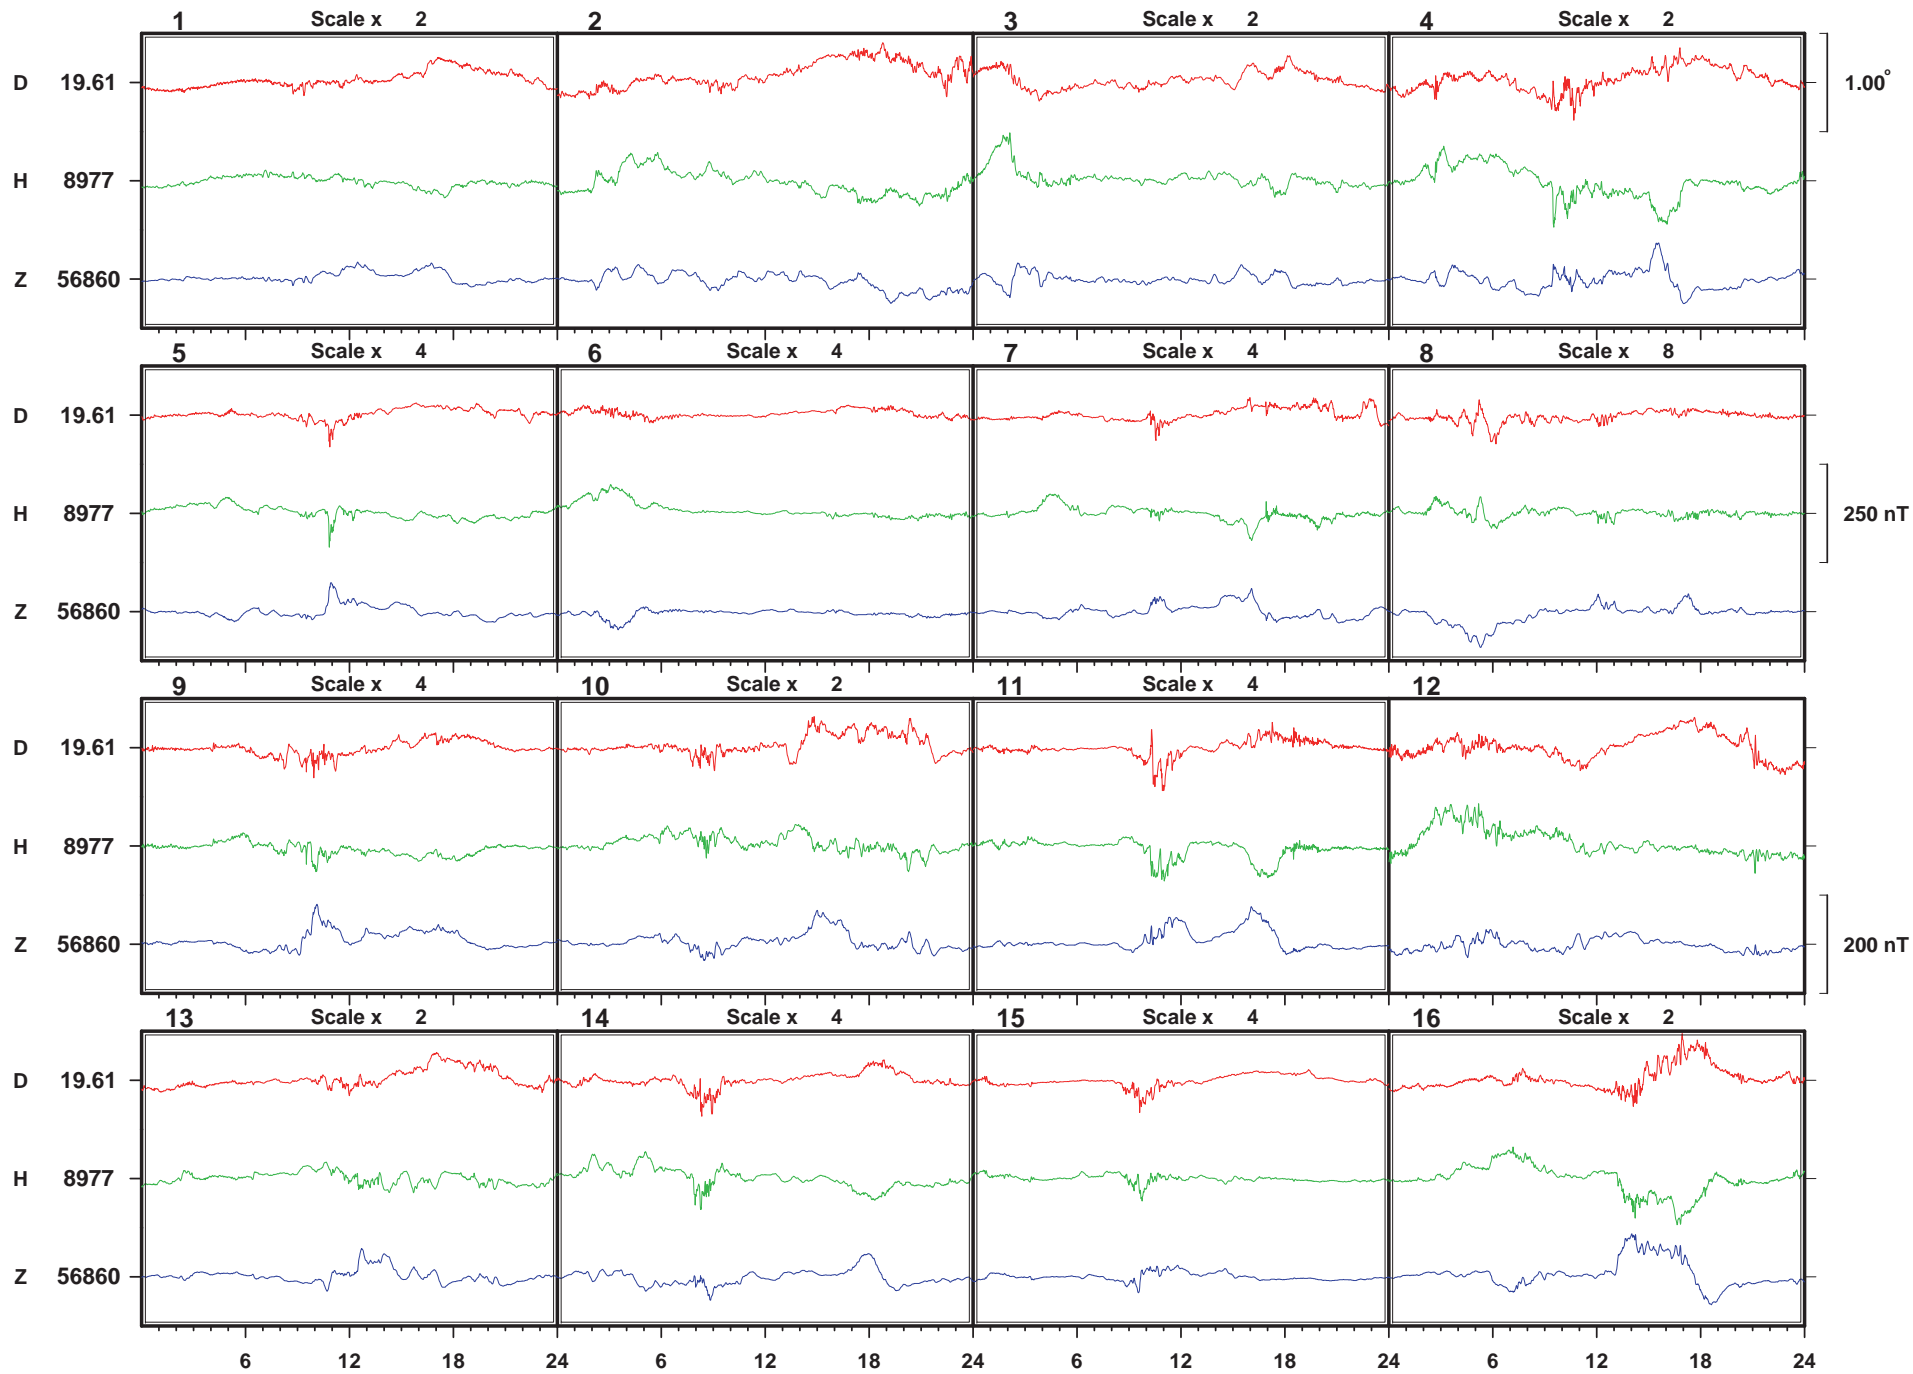 1 Scale x 2 2 3 Scale x 2 4 Scale x 2
D 19.61 1.00°
H 8977
Z 56860
5 Scale x 4 6 Scale x 4 7 Scale x 4 8 Scale x 8
D 19.61
H 8977 250 nT
Z 56860
9 Scale x 4 10 Scale x 2 11 Scale x 4 12
D 19.61
H 8977
Z 56860 200 nT
13 Scale x 2 14 Scale x 4 15 Scale x 4 16 Scale x 2
D 19.61
H 8977
Z 56860
6 12 18 24 6 12 18 24 6 12 18 24 6 12 18 24